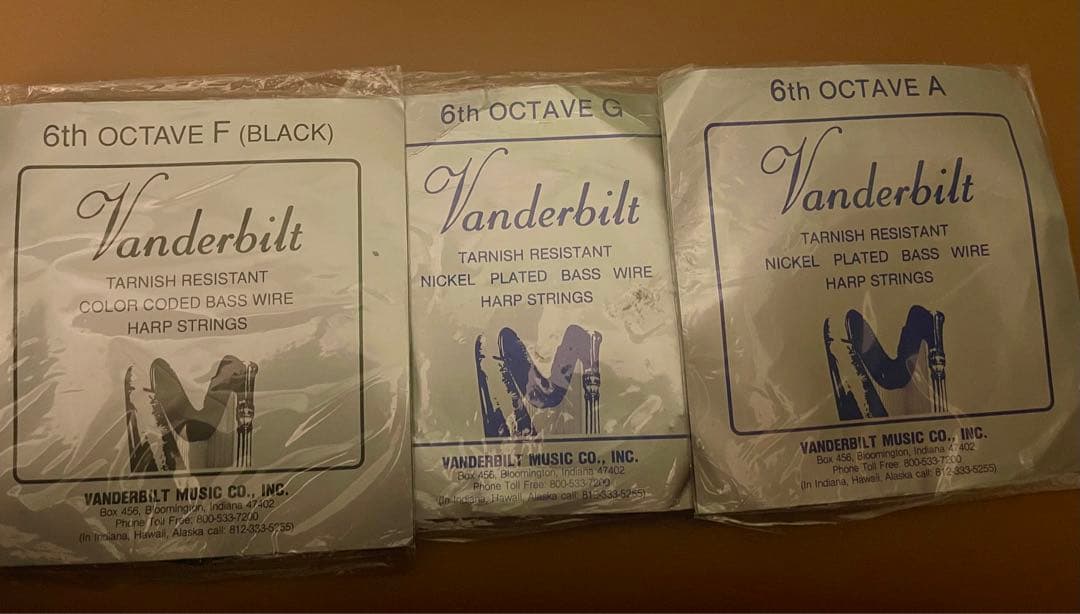 6th OCTAVE F (BLACK)
Vanderbilt
TARNISH RESISTANT
COLOR CODED BASS WIRE
HARP STRINGS
VANDERBILT MUSIC CO., INC.
Box 456, Bloomington, Indiana 47402
Phone Toll Free: 800-533-7200
(In Indiana, Hawaii, Alaska call: 812-333-5255)
6th OCTAVE G
Vanderbilt
TARNISH RESISTANT
NICKEL PLATED BASS WIRE
HARP STRINGS
VANDERBILT MUSIC CO., INC.
Box 456, Bloomington, Indiana 47402
Phone Toll Free: 800-533-7200
(In Indiana, Hawaii, Alaska call: 812-333-5255)
6th OCTAVE A
Vanderbilt
TARNISH RESISTANT
NICKEL PLATED BASS WIRE
HARP STRINGS
VANDERBILT MUSIC CO., INC.
Box 456, Bloomington, Indiana 47402
Phone Toll Free: 800-533-7200
(In Indiana, Hawaii, Alaska call: 812-333-5255)